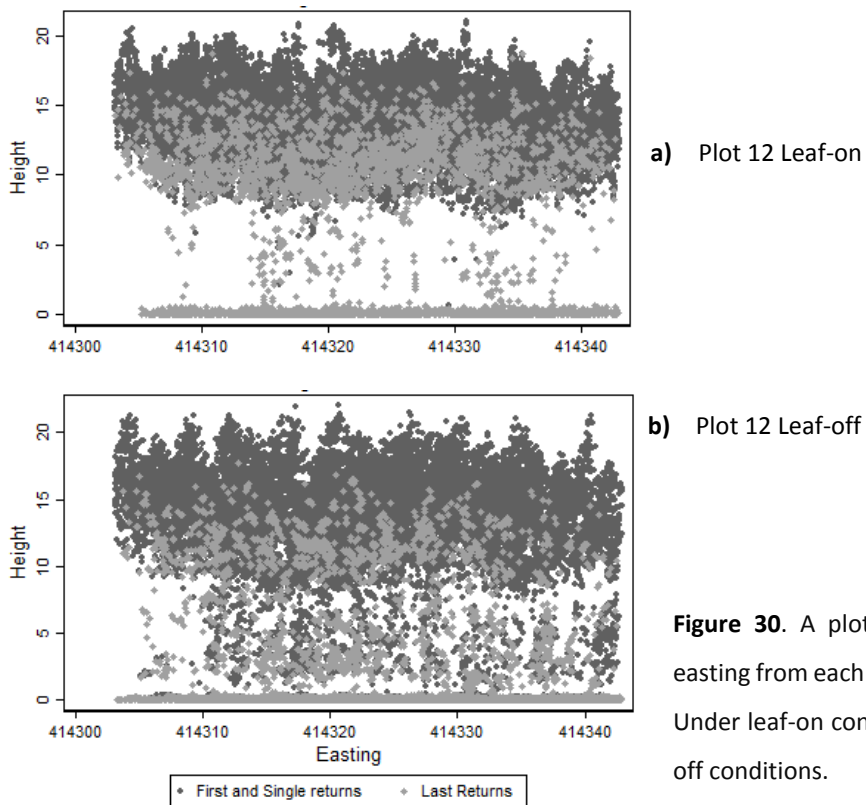 20
15
10
5
0
Height
414300 414310 414320 414330 414340
a) Plot 12 Leaf-on
20
15
10
5
0
Height
414300 414310 414320 414330 414340
Easting
First and Single returns Last Returns
b) Plot 12 Leaf-off
Figure 30. A plot
easting from each
Under leaf-on con
off conditions.